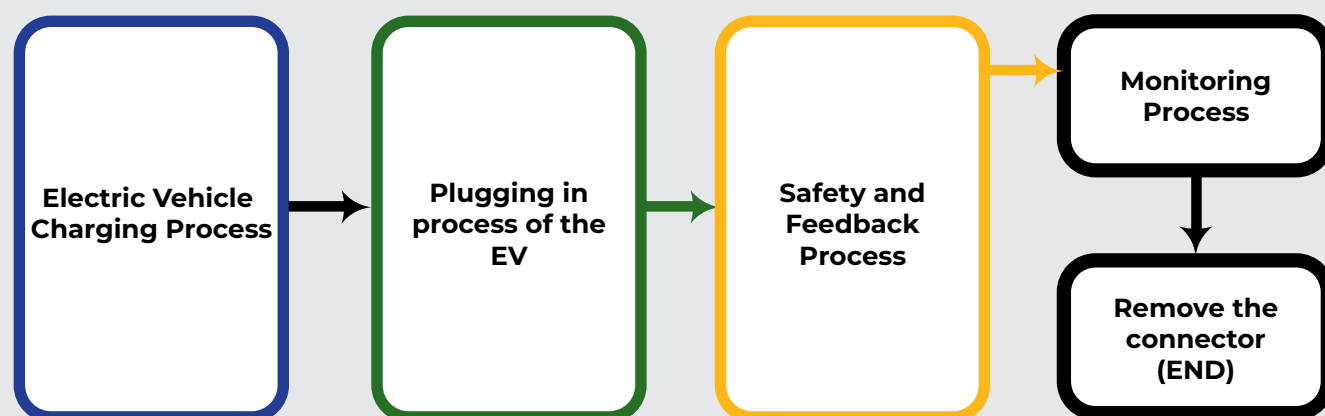 Electric Vehicle
Charging Process
Plugging in
process of the
EV
Safety and
Feedback
Process
Monitoring
Process
Remove the
connector
(END)